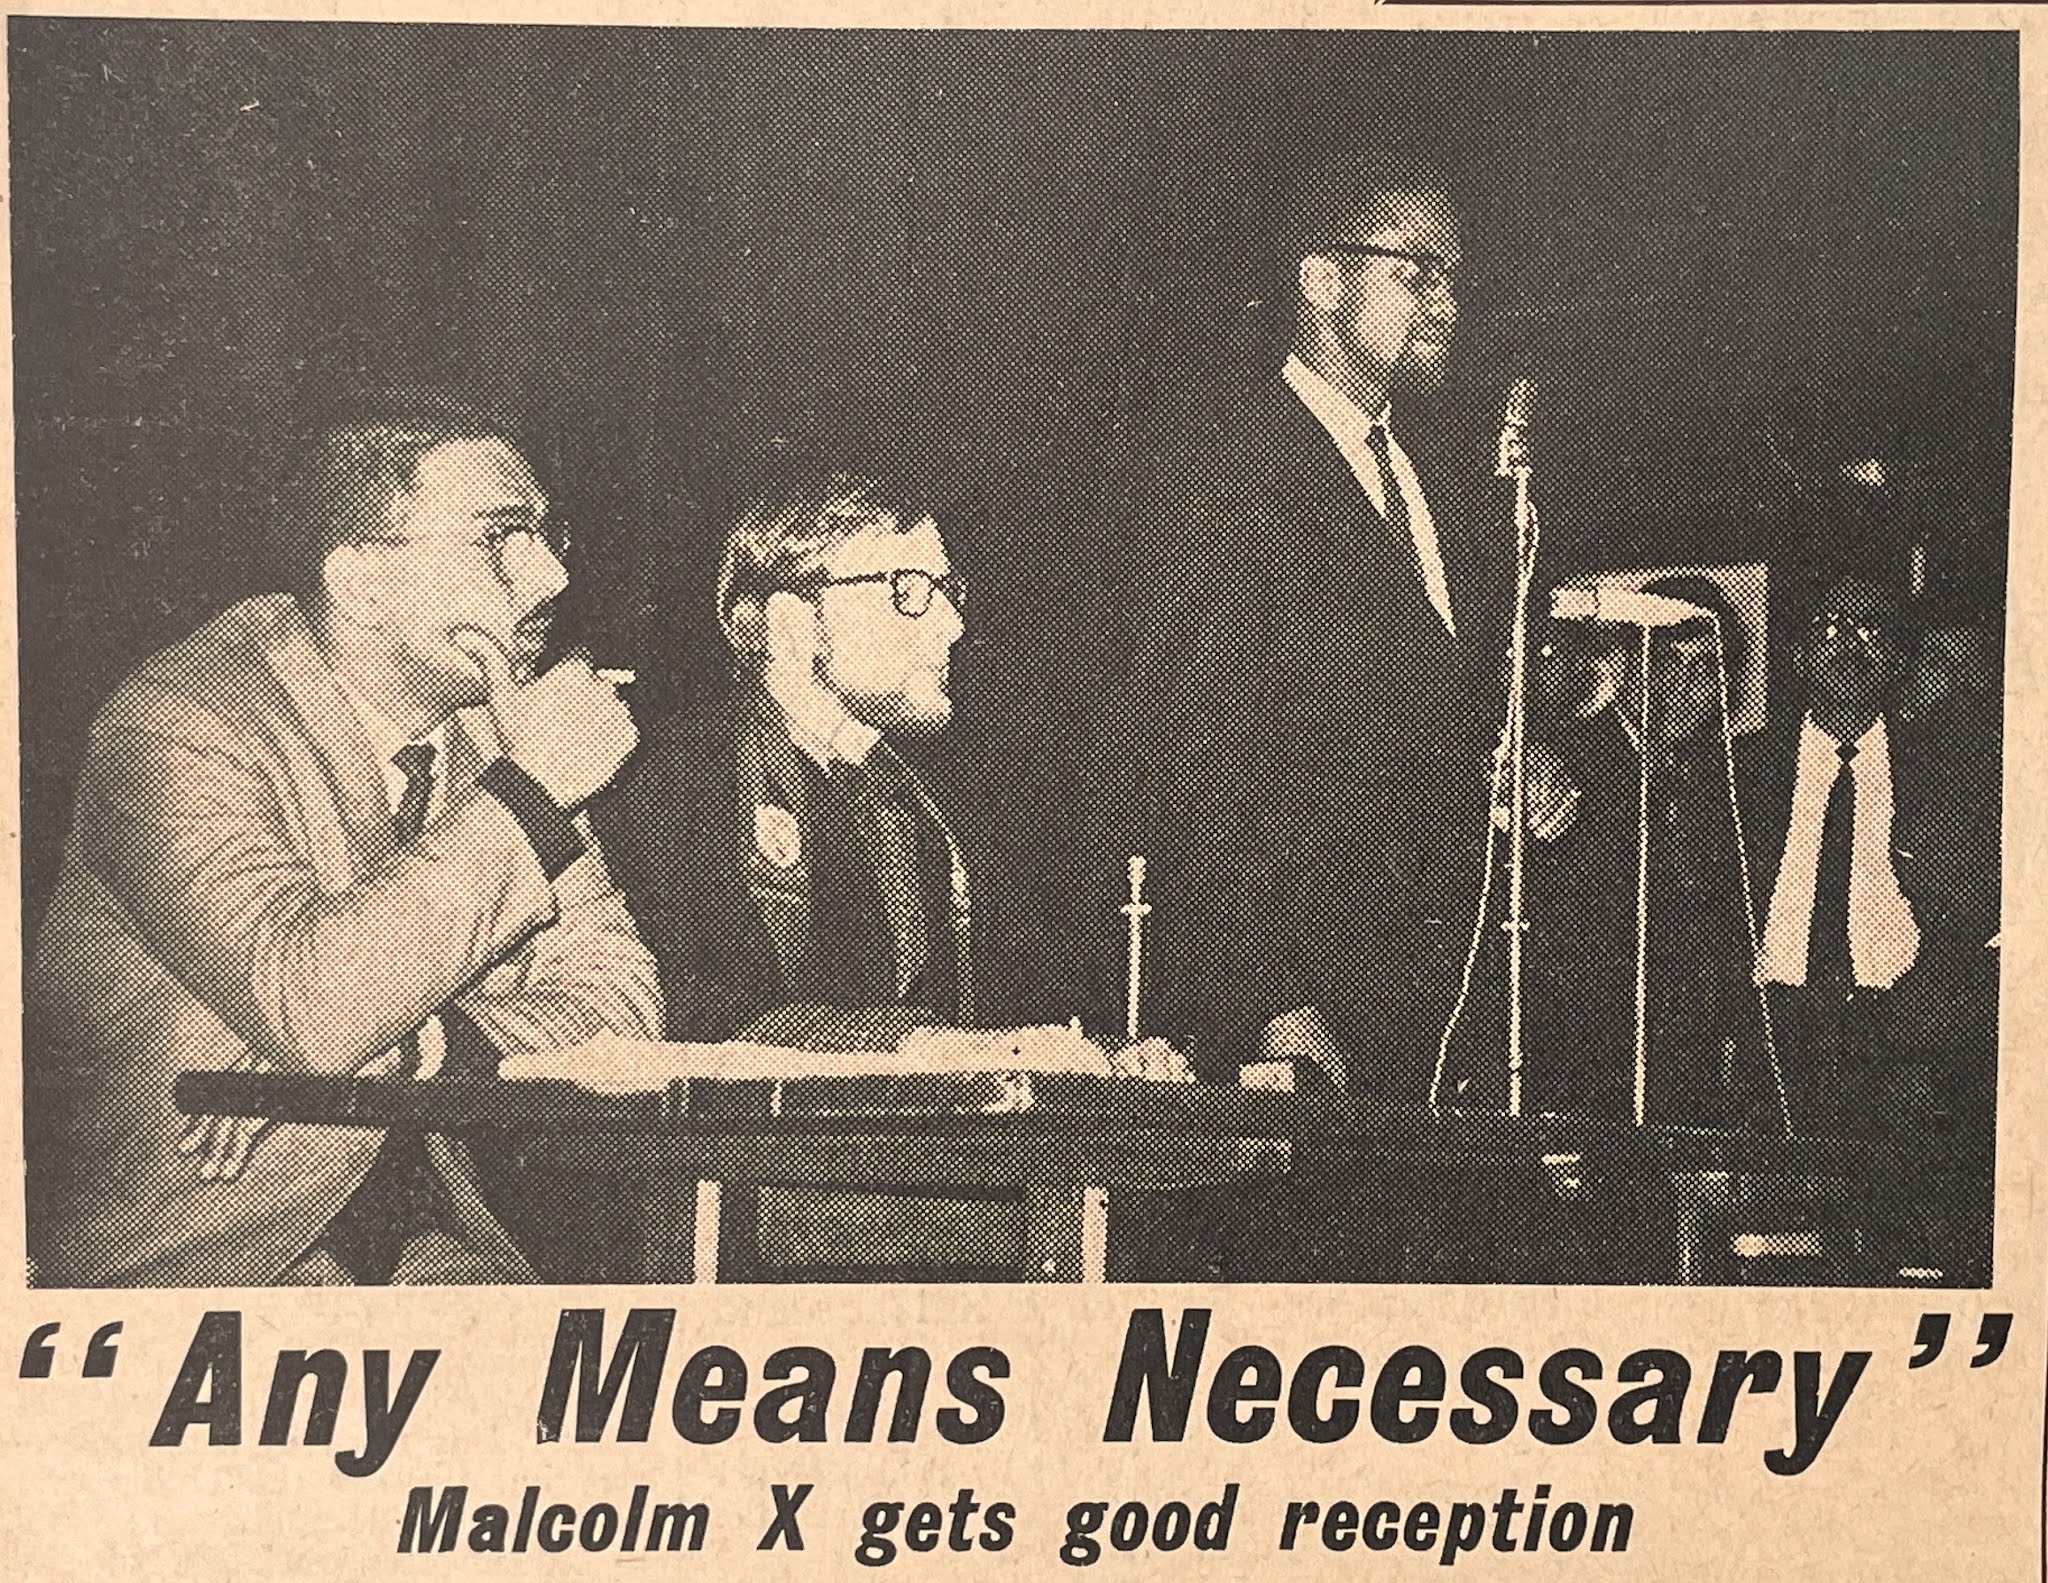 “Any Means Necessary”
Malcolm X gets good reception